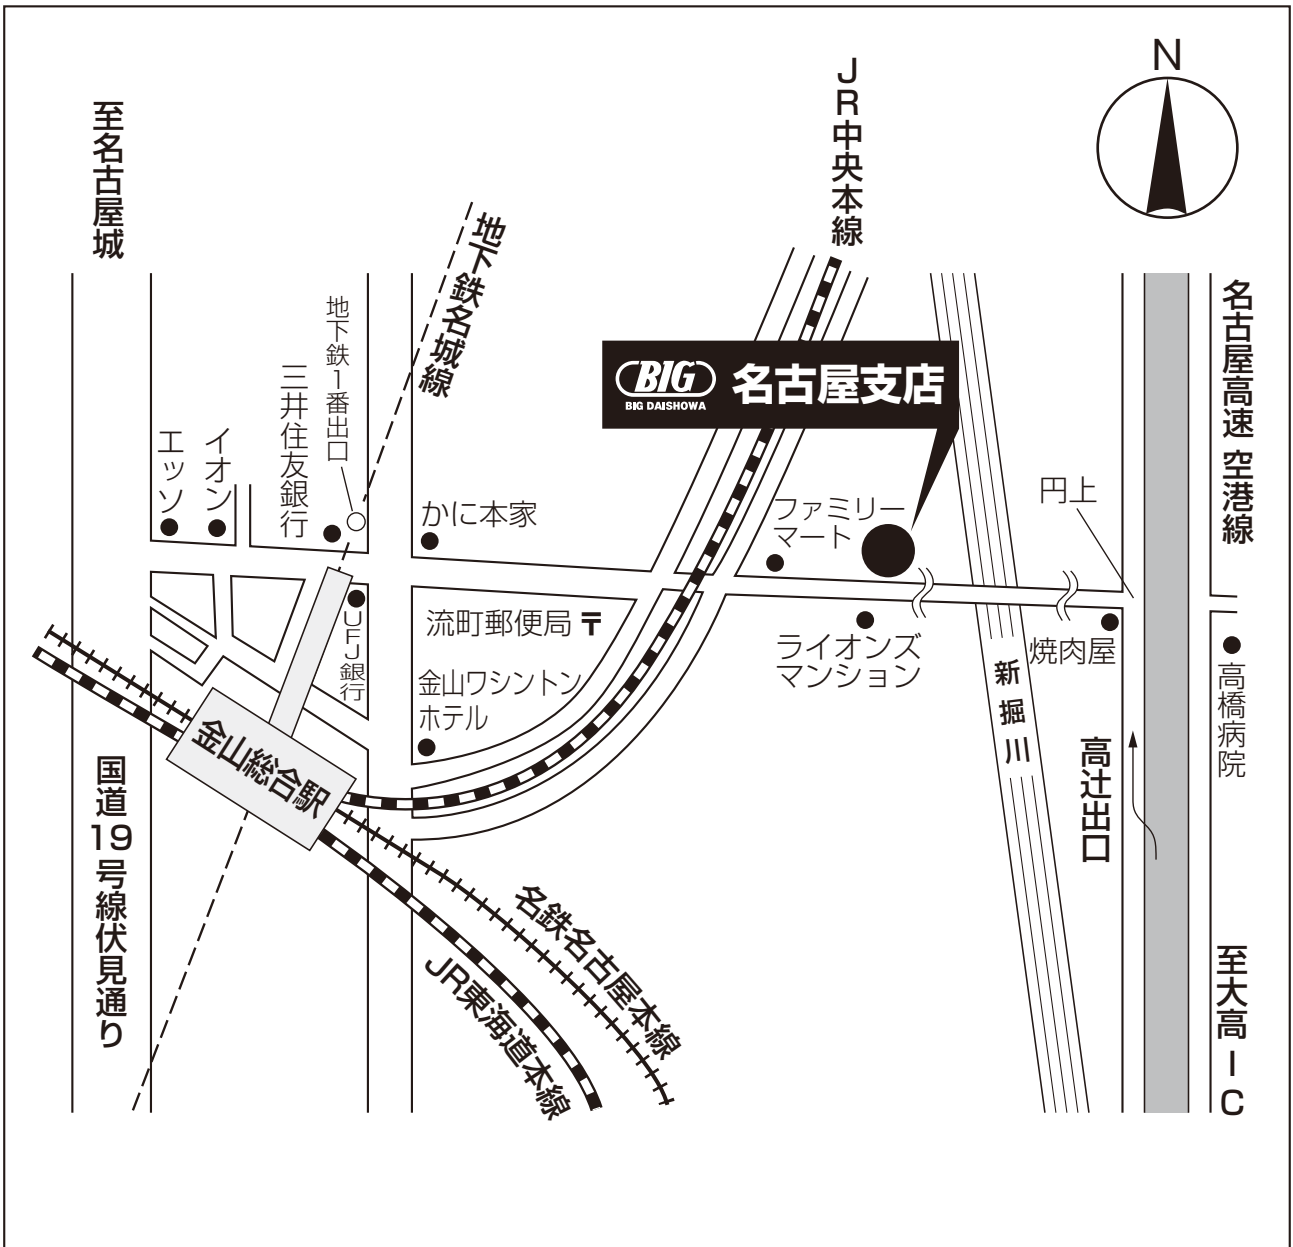 N
至名古屋城
JR中央本線
地下鉄名城線
名古屋高速 空港線
地下鉄1番出口
三井住友銀行
イオン
エッソ
BIG
BIG DAISHOWA
名古屋支店
かに本家
ファミリー
マート
円上
流町郵便局〒
UFJ銀行
金山ワシントン
ホテル
ライオンズ
マンション
焼肉屋
新堀川
高橋病院
金山総合駅
高辻出口
国道19号線伏見通り
名鉄名古屋本線
JR東海道本線
至大高IC